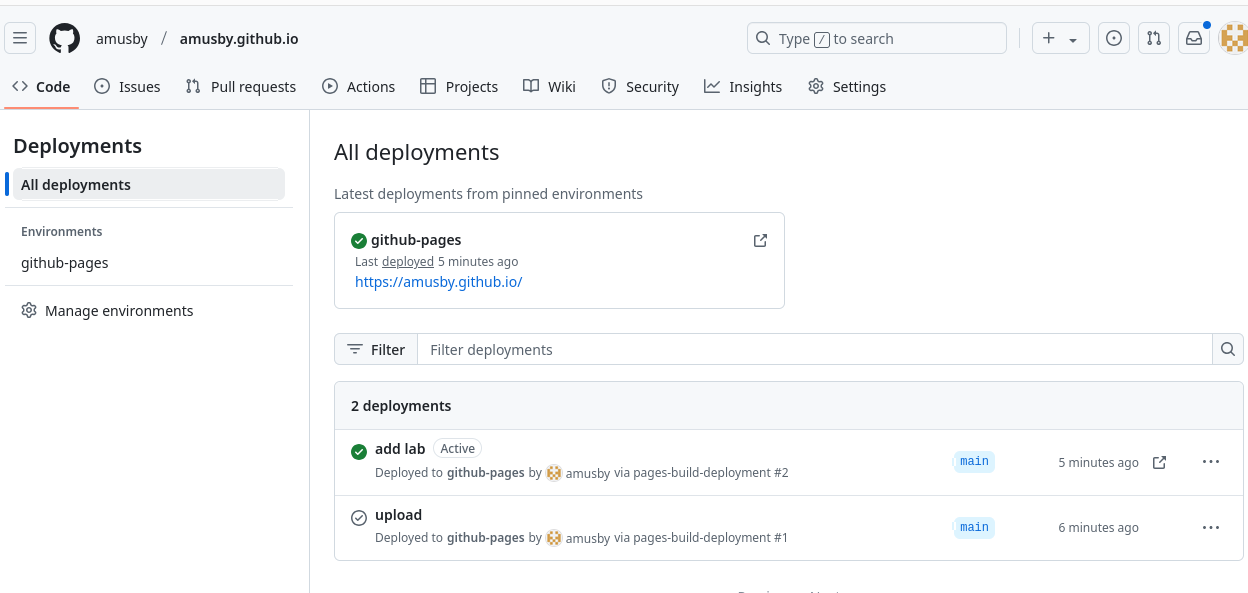 amusby / amusby.github.io
Type / to search
Code Issues Pull requests Actions Projects Wiki Security Insights Settings
Deployments
All deployments
Environments
github-pages
Manage environments
All deployments
Latest deployments from pinned environments
github-pages
Last deployed 5 minutes ago
https://amusby.github.io/
Filter Filter deployments
2 deployments
add lab Active
Deployed to github-pages by amusby via pages-build-deployment #2
main 5 minutes ago
upload
Deployed to github-pages by amusby via pages-build-deployment #1
main 6 minutes ago